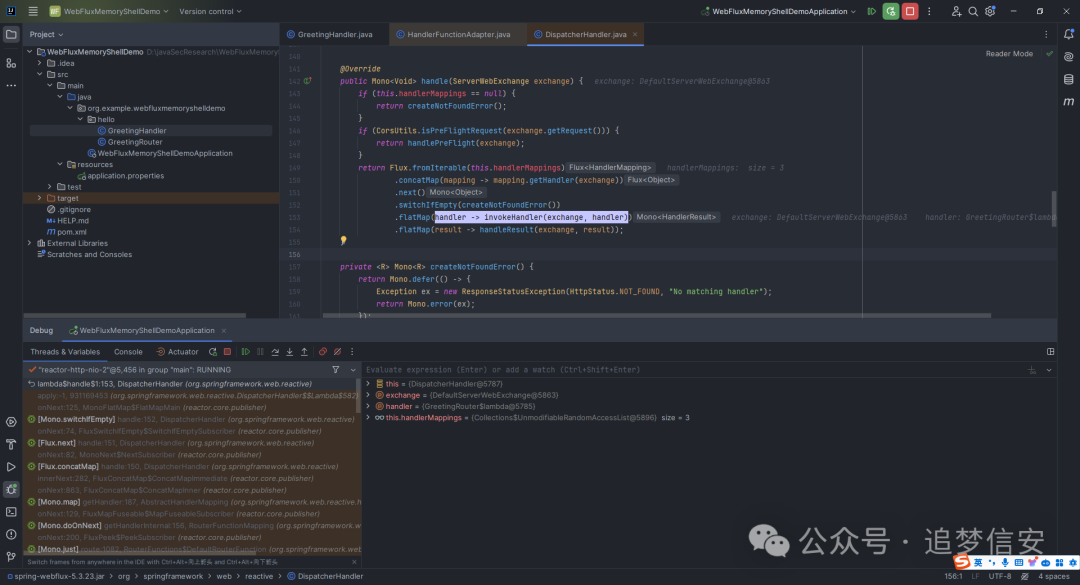 WF WebFluxMemoryShellDemo Version control WebFluxMemoryShellDemoApplication
Project
GreetingHandler.java HandlerFunctionAdapter.java DispatcherHandler.java
Reader Mode
WebFluxMemoryShellDemo D:\javaSecResearch\WebFluxMemory
.idea
src
main
java
org.example.webfluxmemoryshelldemo
hello
GreetingHandler
GreetingRouter
WebFluxMemoryShellDemoApplication
resources
application.properties
test
target
.gitignore
HELP.md
pom.xml
External Libraries
Scratches and Consoles
140
141 @Override
142 public Mono<Void> handle(ServerWebExchange exchange) { exchange: DefaultServerWebExchange@5863
143 if (this.handlerMappings == null) {
144 return createNotFoundError();
145 }
146 if (CorsUtils.isPreFlightRequest(exchange.getRequest())) {
147 return handlePreFlight(exchange);
148 }
149 return Flux.fromIterable(this.handlerMappings) Flux<HandlerMapping> handlerMappings: size = 3
150 .concatMap(mapping -> mapping.getHandler(exchange)) Flux<Object>
151 .next() Mono<Object>
152 .switchIfEmpty(createNotFoundError())
153 .flatMap(handler -> invokeHandler(exchange, handler)) Mono<HandlerResult> exchange: DefaultServerWebExchange@5863 handler: GreetingRouter$lambd
154 .flatMap(result -> handleResult(exchange, result));
155 }
156
157 private <R> Mono<R> createNotFoundError() {
158 return Mono.defer(() -> {
159 Exception ex = new ResponseStatusException(HttpStatus.NOT_FOUND, "No matching handler");
160 return Mono.error(ex);
});
Debug WebFluxMemoryShellDemoApplication
Threads & Variables Console Actuator
"reactor-http-nio-2"@5,456 in group "main": RUNNING
lambda$handle$1:153, DispatcherHandler (org.springframework.web.reactive)
apply:-1, 931169453 (org.springframework.web.reactive.DispatcherHandler$$Lambda$582
onNext:125, MonoFlatMap$FlatMapMain (reactor.core.publisher)
[Mono.switchIfEmpty] handle:152, DispatcherHandler (org.springframework.web.reactive)
onNext:74, FluxSwitchIfEmpty$SwitchIfEmptySubscriber (reactor.core.publisher)
[Flux.next] handle:151, DispatcherHandler (org.springframework.web.reactive)
onNext:82, MonoNext$NextSubscriber (reactor.core.publisher)
[Flux.concatMap] handle:150, DispatcherHandler (org.springframework.web.reactive)
innerNext:282, FluxConcatMap$ConcatMapImmediate (reactor.core.publisher)
onNext:863, FluxConcatMap$ConcatMapInner (reactor.core.publisher)
[Mono.map] getHandler:187, AbstractHandlerMapping (org.springframework.web.reactive.h
onNext:129, FluxMapFuseable$MapFuseableSubscriber (reactor.core.publisher)
[Mono.doOnNext] getHandlerInternal:156, RouterFunctionMapping (org.springframework.w
onNext:200, FluxPeek$PeekSubscriber (reactor.core.publisher)
[Mono.just] route:1082, RouterFunctions$DefaultRouterFunction (org.springframework.w
Switch frames from anywhere in the IDE with Ctrl+Alt+向上箭头 and Ctrl+Alt+向下箭头
Evaluate expression (Enter) or add a watch (Ctrl+Shift+Enter)
this = {DispatcherHandler@5787}
exchange = {DefaultServerWebExchange@5863}
handler = {GreetingRouter$lambda@5785}
this.handlerMappings = {Collections$UnmodifiableRandomAccessList@5896} size = 3
公众号 · 追梦信安
英
spring-webflux-5.3.23.jar org springframework web reactive DispatcherHandler 156:1 LF UTF-8 4 spaces